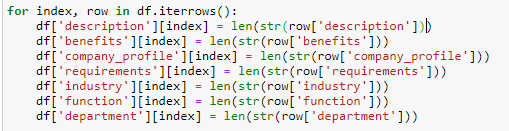 for index, row in df.iterrows():
    df['description'][index] = len(str(row['description']))
    df['benefits'][index] = len(str(row['benefits']))
    df['company_profile'][index] = len(str(row['company_profile']))
    df['requirements'][index] = len(str(row['requirements']))
    df['industry'][index] = len(str(row['industry']))
    df['function'][index] = len(str(row['function']))
    df['department'][index] = len(str(row['department']))